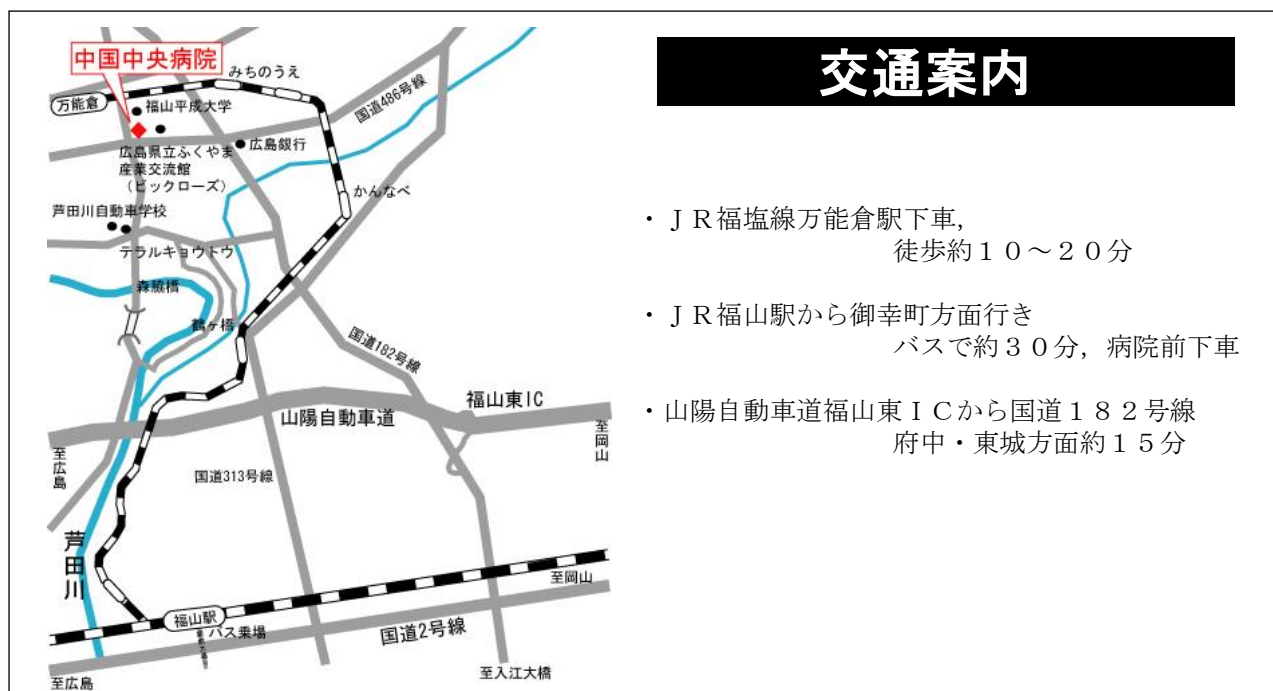 中国中央病院
みちのうえ
万能倉
福山平成大学
国道486号線
広島銀行
広島県立ふくやま
産業交流館
（ビックローズ）
かんなべ
芦田川自動車学校
テラルキョウトウ
森脇橋
鶴ヶ橋
国道182号線
福山東IC
山陽自動車道
至広島
至岡山
国道313号線
芦田川
至岡山
福山駅
バス乗場
国道2号線
至広島
至入江大橋
交通案内
・ＪＲ福塩線万能倉駅下車，
徒歩約１０～２０分
・ＪＲ福山駅から御幸町方面行き
バスで約３０分，病院前下車
・山陽自動車道福山東ＩＣから国道１８２号線
府中・東城方面約１５分